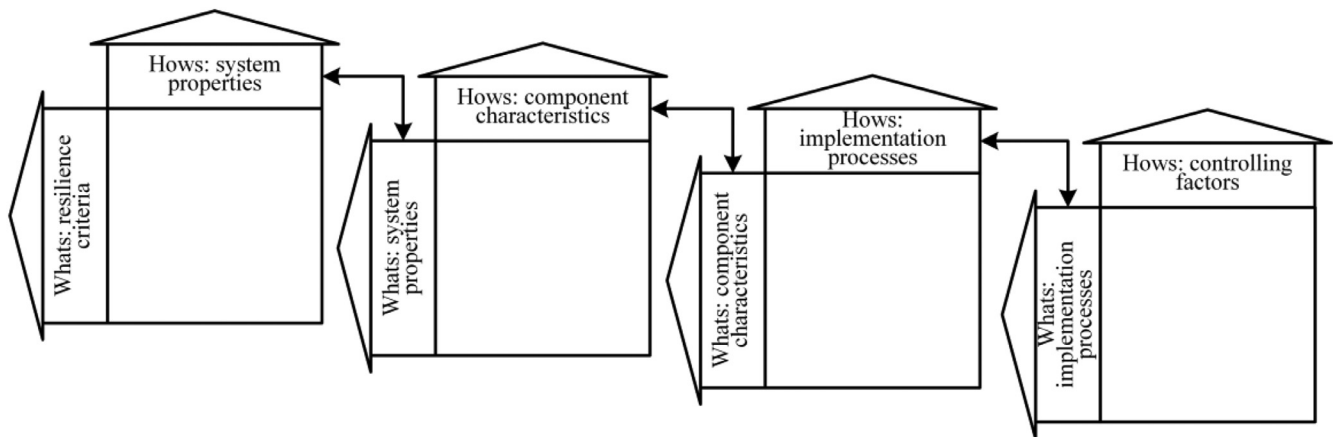 Hows: system
properties
Whats: resilience
criteria
Hows: component
characteristics
Whats: system
properties
Hows:
implementation
processes
Whats: component
characteristics
Hows: controlling
factors
Whats:
implementation
processes